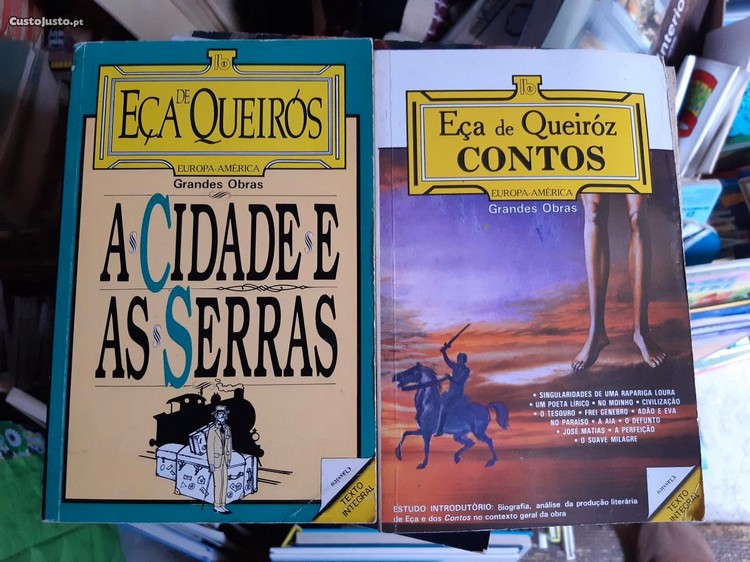 CustoJusto.pt
EÇA DE QUEIRÓS
EUROPA-AMÉRICA
Grandes Obras
A CIDADE E
AS SERRAS
TEXTO
INTEGRAL
Eça de Queiróz
CONTOS
EUROPA-AMÉRICA
Grandes Obras
• SINGULARIDADES DE UMA RAPARIGA LOURA
• UM POETA LÍRICO • NO MOINHO • CIVILIZAÇÃO
• O TESOURO • FREI GENEBRO • ADÃO E EVA
NO PARAÍSO • A AIA • O DEFUNTO
• JOSÉ MATIAS • A PERFEIÇÃO
• O SUAVE MILAGRE
ESTUDO INTRODUTÓRIO: Biografia, análise da produção literária
de Eça e dos Contos no contexto geral da obra
TEXTO
INTEGRAL